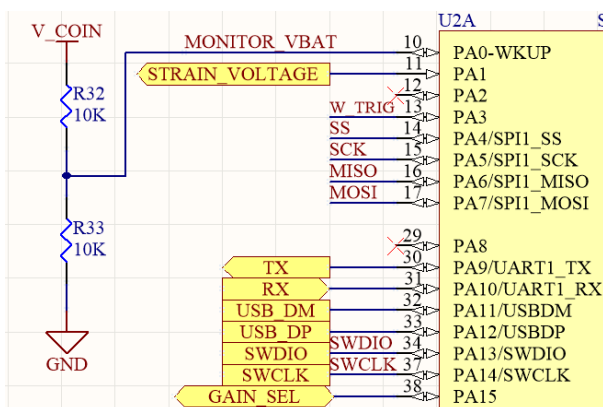 U2A
S
V_COIN
MONITOR_VBAT 10 PA0-WKUP
STRAIN_VOLTAGE 11 PA1
12 PA2
R32
10K
W_TRIG 13 PA3
SS 14 PA4/SPI1_SS
SCK 15 PA5/SPI1_SCK
MISO 16 PA6/SPI1_MISO
MOSI 17 PA7/SPI1_MOSI
R33
10K
29 PA8
TX 30 PA9/UART1_TX
RX 31 PA10/UART1_RX
USB_DM 32 PA11/USBDM
USB_DP 33 PA12/USBDP
SWDIO SWDIO 34 PA13/SWDIO
GND
SWCLK SWCLK 37 PA14/SWCLK
GAIN_SEL 38 PA15